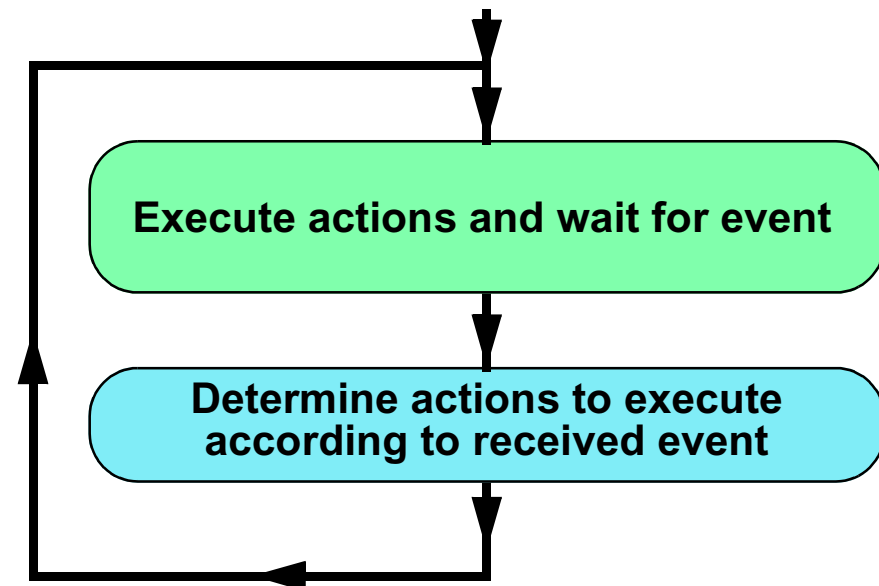 Execute actions and wait for event
Determine actions to execute
according to received event